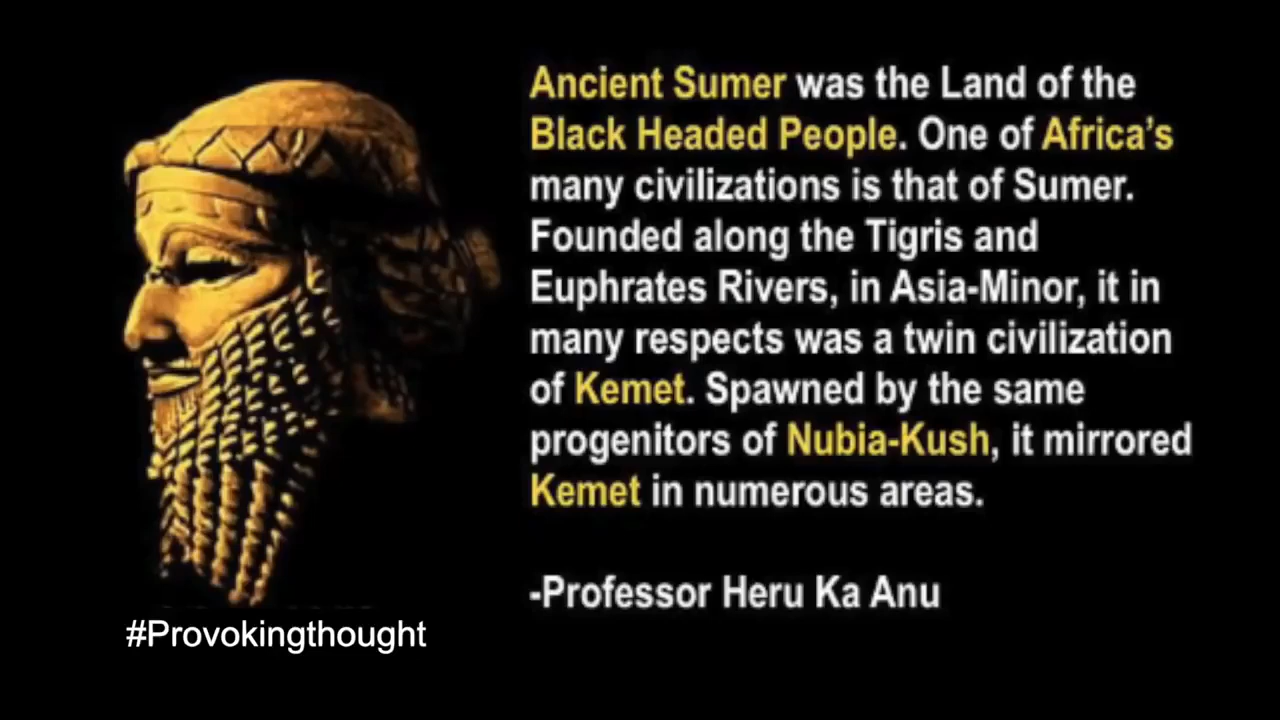 Ancient Sumer was the Land of the
Black Headed People. One of Africa's
many civilizations is that of Sumer.
Founded along the Tigris and
Euphrates Rivers, in Asia-Minor, it in
many respects was a twin civilization
of Kemet. Spawned by the same
progenitors of Nubia-Kush, it mirrored
Kemet in numerous areas.
-Professor Heru Ka Anu
#Provokingthought